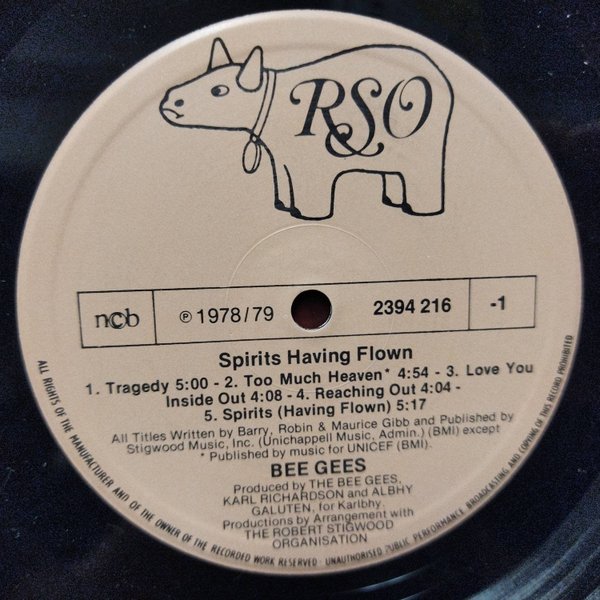 RSO
ncb
℗ 1978/79
2394 216
-1
Spirits Having Flown
1. Tragedy 5:00 - 2. Too Much Heaven* 4:54 - 3. Love You
Inside Out 4:08 - 4. Reaching Out 4:04 -
5. Spirits (Having Flown) 5:17
All Titles Written by Barry, Robin & Maurice Gibb and Published by
Stigwood Music, Inc. (Unichappell Music, Admin.) (BMI) except
* Published by music for UNICEF (BMI).
BEE GEES
Produced by THE BEE GEES,
KARL RICHARDSON and ALBHY
GALUTEN, for Karlbhy.
Productions by Arrangement with
THE ROBERT STIGWOOD
ORGANISATION
ALL RIGHTS OF THE MANUFACTURER AND OF THE OWNER OF THE RECORDED WORK RESERVED UNAUTHORISED PUBLIC PERFORMANCE BROADCASTING AND COPYING OF THIS RECORD PROHIBITED